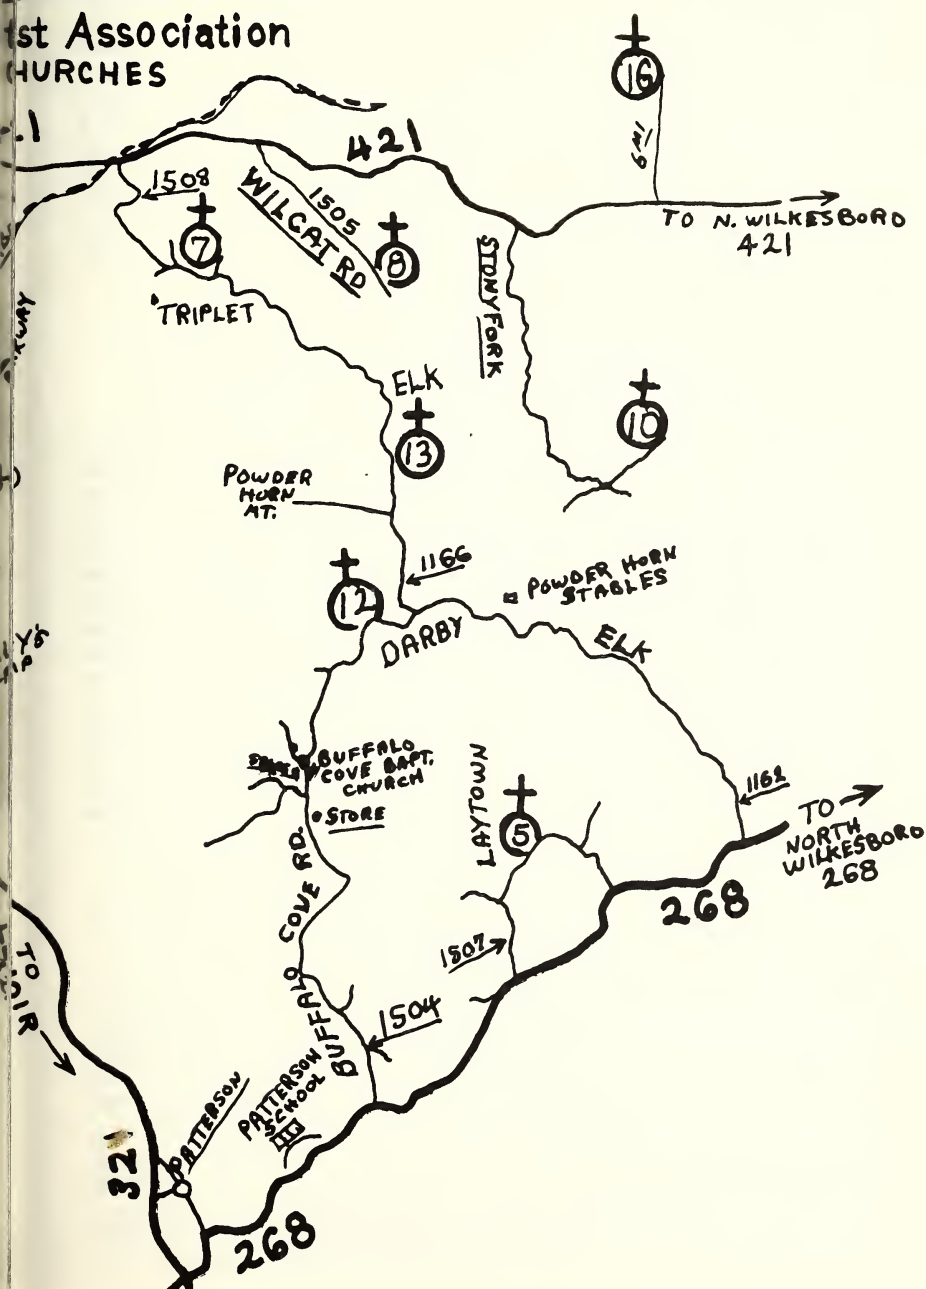 st Association
HURCHES
16
421
6 MI
1508
WILCAT RD
1505
7
8
TO N. WILKESBORO
421
STONY FORK
TRIPLET
ELK
13
10
POWDER
HORN
MT.
1166
POWDER HORN
STABLES
12
DARBY
ELK
BUFFALO
COVE BAPT.
CHURCH
STORE
LAYTOWN
5
1162
TO
NORTH
WILKESBORO
268
268
BUFFALO COVE RD.
1507
1504
TO
321
PATTERSON
PATTERSON
SCHOOL
268